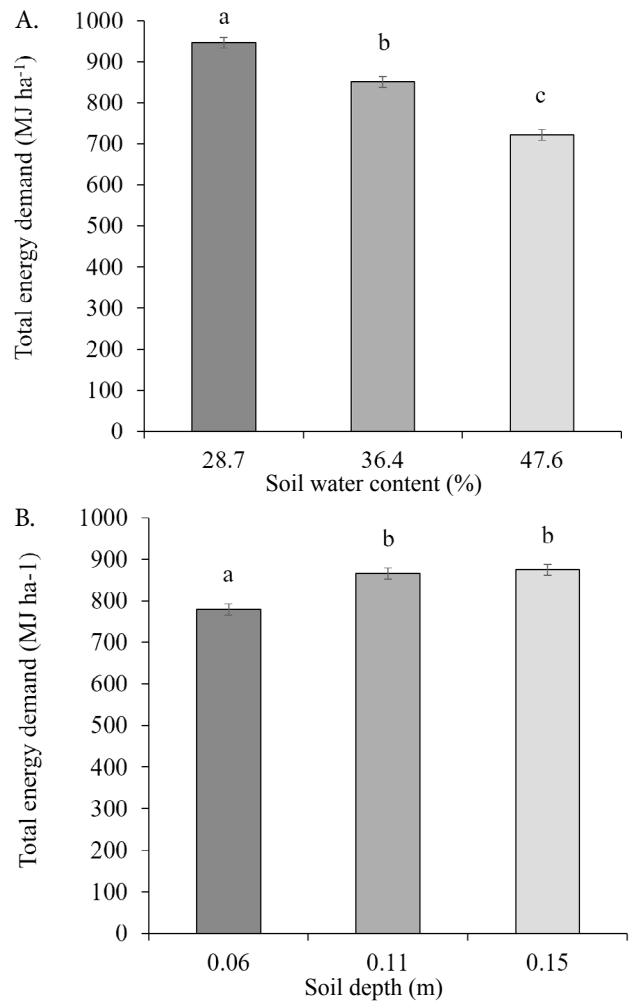 A.
Total energy demand (MJ ha⁻¹)
1000
900
800
700
600
500
400
300
200
100
0
a
b
c
28.7 36.4 47.6
Soil water content (%)
B.
Total energy demand (MJ ha-1)
1000
900
800
700
600
500
400
300
200
100
0
a
b
b
0.06 0.11 0.15
Soil depth (m)